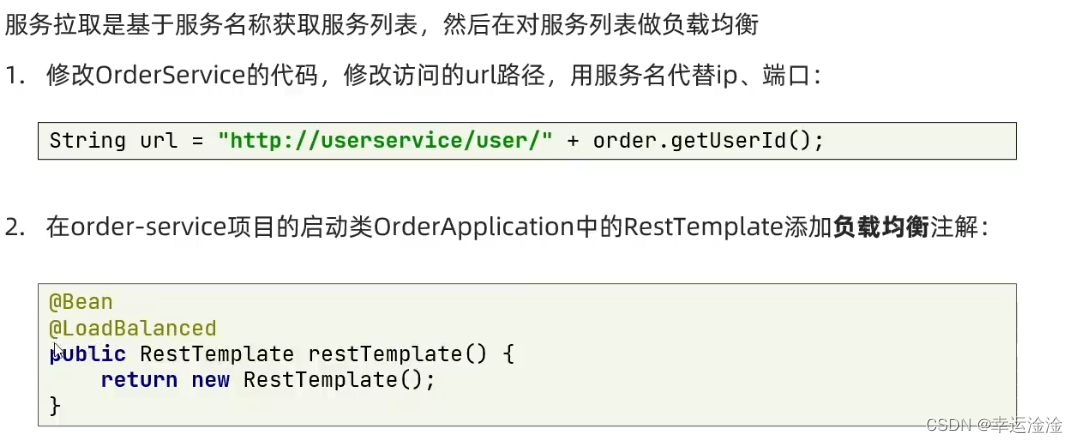 服务拉取是基于服务名称获取服务列表，然后在对服务列表做负载均衡
1. 修改OrderService的代码，修改访问的url路径，用服务名代替ip、端口：
String url = "http://userservice/user/" + order.getUserId();
2. 在order-service项目的启动类OrderApplication中的RestTemplate添加负载均衡注解：
@Bean
@LoadBalanced
public RestTemplate restTemplate() {
    return new RestTemplate();
}
CSDN @幸运淦淦